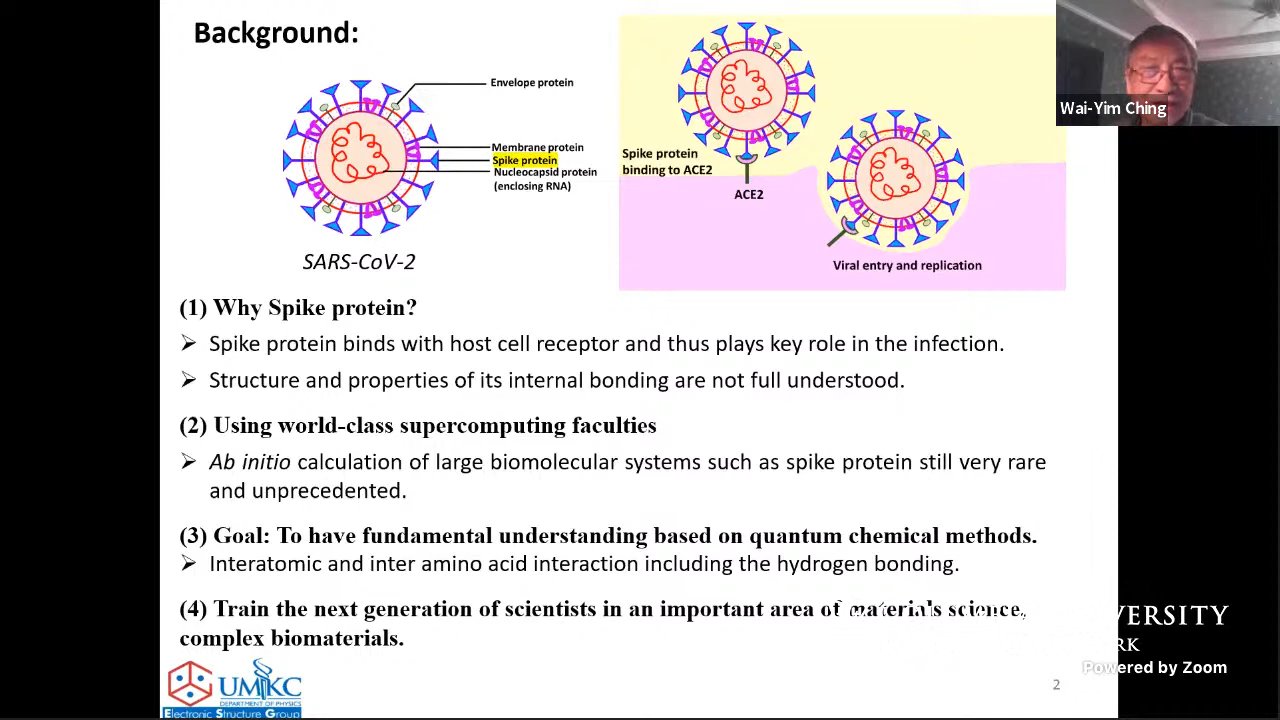 Background:
Envelope protein
Membrane protein
Spike protein
Nucleocapsid protein
(enclosing RNA)
SARS-CoV-2
Spike protein
binding to ACE2
ACE2
Viral entry and replication
Wai-Yim Ching
(1) Why Spike protein?
➢ Spike protein binds with host cell receptor and thus plays key role in the infection.
➢ Structure and properties of its internal bonding are not full understood.
(2) Using world-class supercomputing faculties
➢ Ab initio calculation of large biomolecular systems such as spike protein still very rare
and unprecedented.
(3) Goal: To have fundamental understanding based on quantum chemical methods.
➢ Interatomic and inter amino acid interaction including the hydrogen bonding.
(4) Train the next generation of scientists in an important area of materials science,
complex biomaterials.
UMKC
DEPARTMENT OF PHYSICS
Electronic Structure Group
2
VERSITY
RK
Powered by Zoom